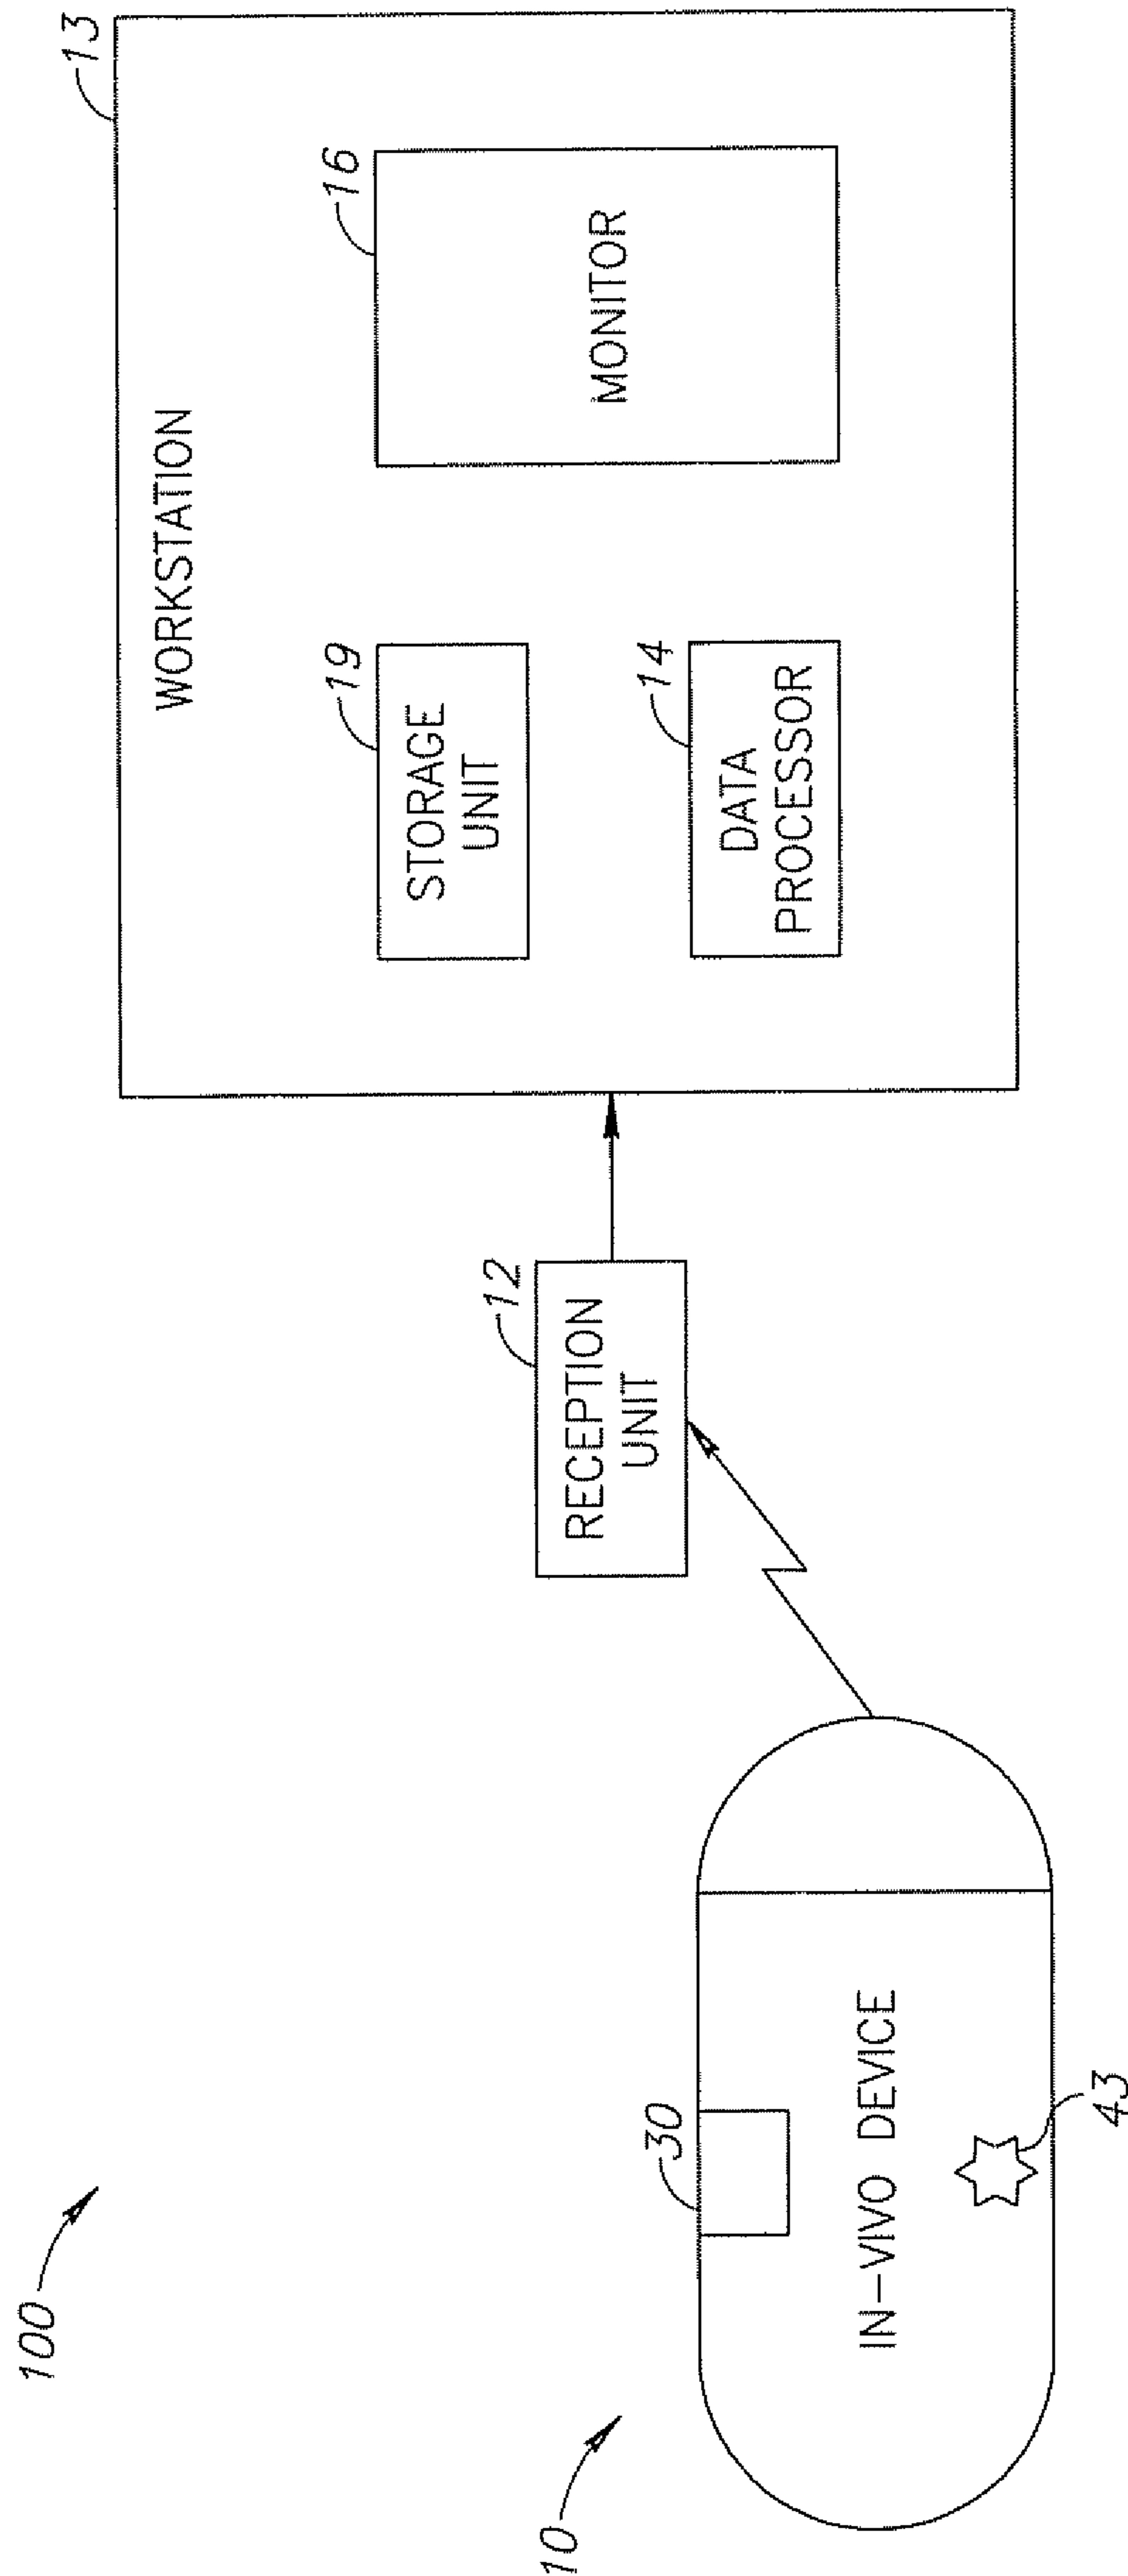 100
10
30
IN-VIVO DEVICE
43
12
RECEPTION
UNIT
13
WORKSTATION
19
STORAGE
UNIT
14
DATA
PROCESSOR
16
MONITOR